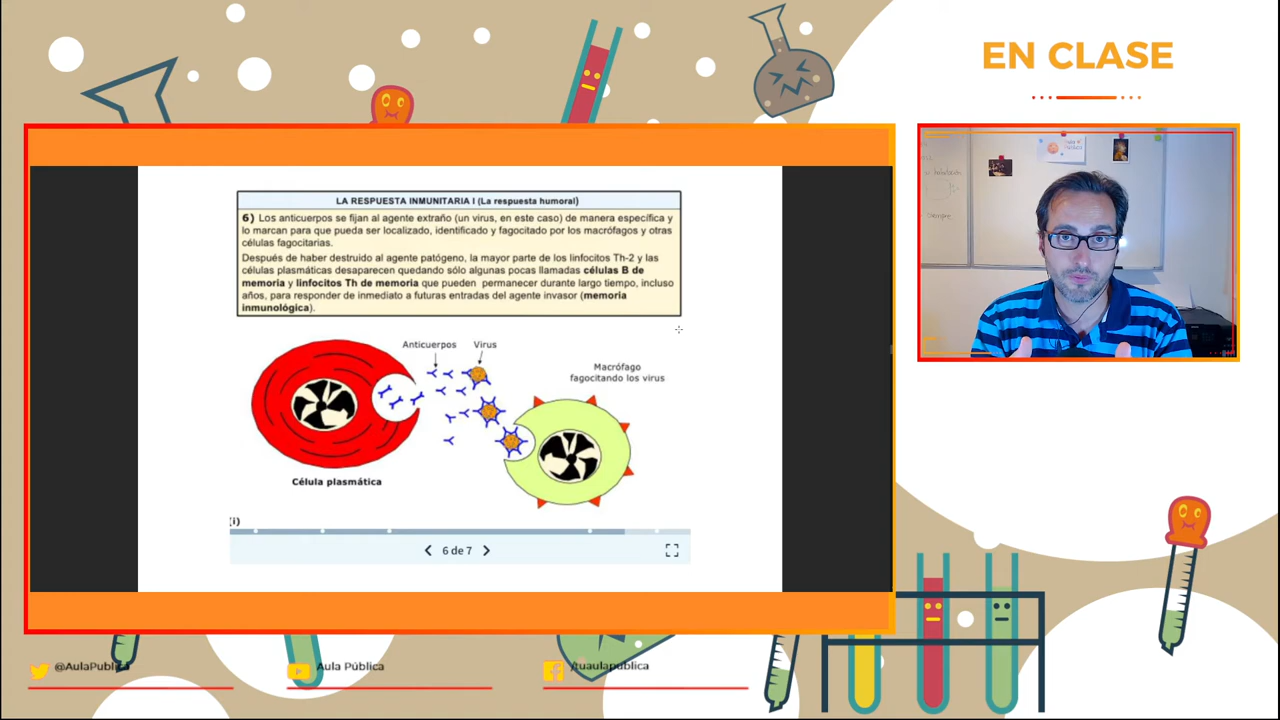 EN CLASE
LA RESPUESTA INMUNITARIA I (La respuesta humoral)
6) Los anticuerpos se fijan al agente extraño (un virus, en este caso) de manera específica y
lo marcan para que pueda ser localizado, identificado y fagocitado por los macrófagos y otras
células fagocitarias.
Después de haber destruido al agente patógeno, la mayor parte de los linfocitos Th-2 y las
células plasmáticas desaparecen quedando sólo algunas pocas llamadas células B de
memoria y linfocitos Th de memoria que pueden permanecer durante largo tiempo, incluso
años, para responder de inmediato a futuras entradas del agente invasor (memoria
inmunológica).
Anticuerpos
Virus
Macrófago
fagocitando los virus
Célula plasmática
(i)
6 de 7
@AulaPublica
Aula Pública
/tuaulapublica